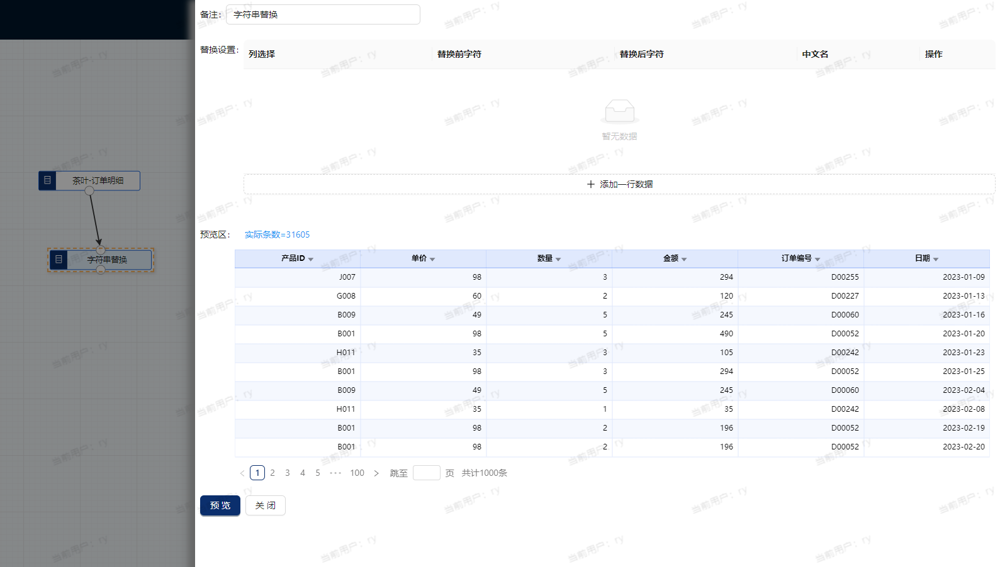 备注： 字符串替换
替换设置： 列选择 替换前字符 替换后字符 中文名 操作
暂无数据
茶叶-订单明细
添加一行数据
预览区： 实际条数=31605
字符串替换
产品ID 单价 数量 金额 订单编号 日期
J007 98 3 294 D00255 2023-01-09
G008 60 2 120 D00227 2023-01-13
B009 49 5 245 D00060 2023-01-16
B001 98 5 490 D00052 2023-01-20
H011 35 3 105 D00242 2023-01-23
B001 98 3 294 D00052 2023-01-25
B009 49 5 245 D00060 2023-02-04
H011 35 1 35 D00242 2023-02-08
B001 98 2 196 D00052 2023-02-19
B001 98 2 196 D00052 2023-02-20
1 2 3 4 5 ••• 100 跳至 页 共计1000条
预 览 关 闭
当前用户：ry